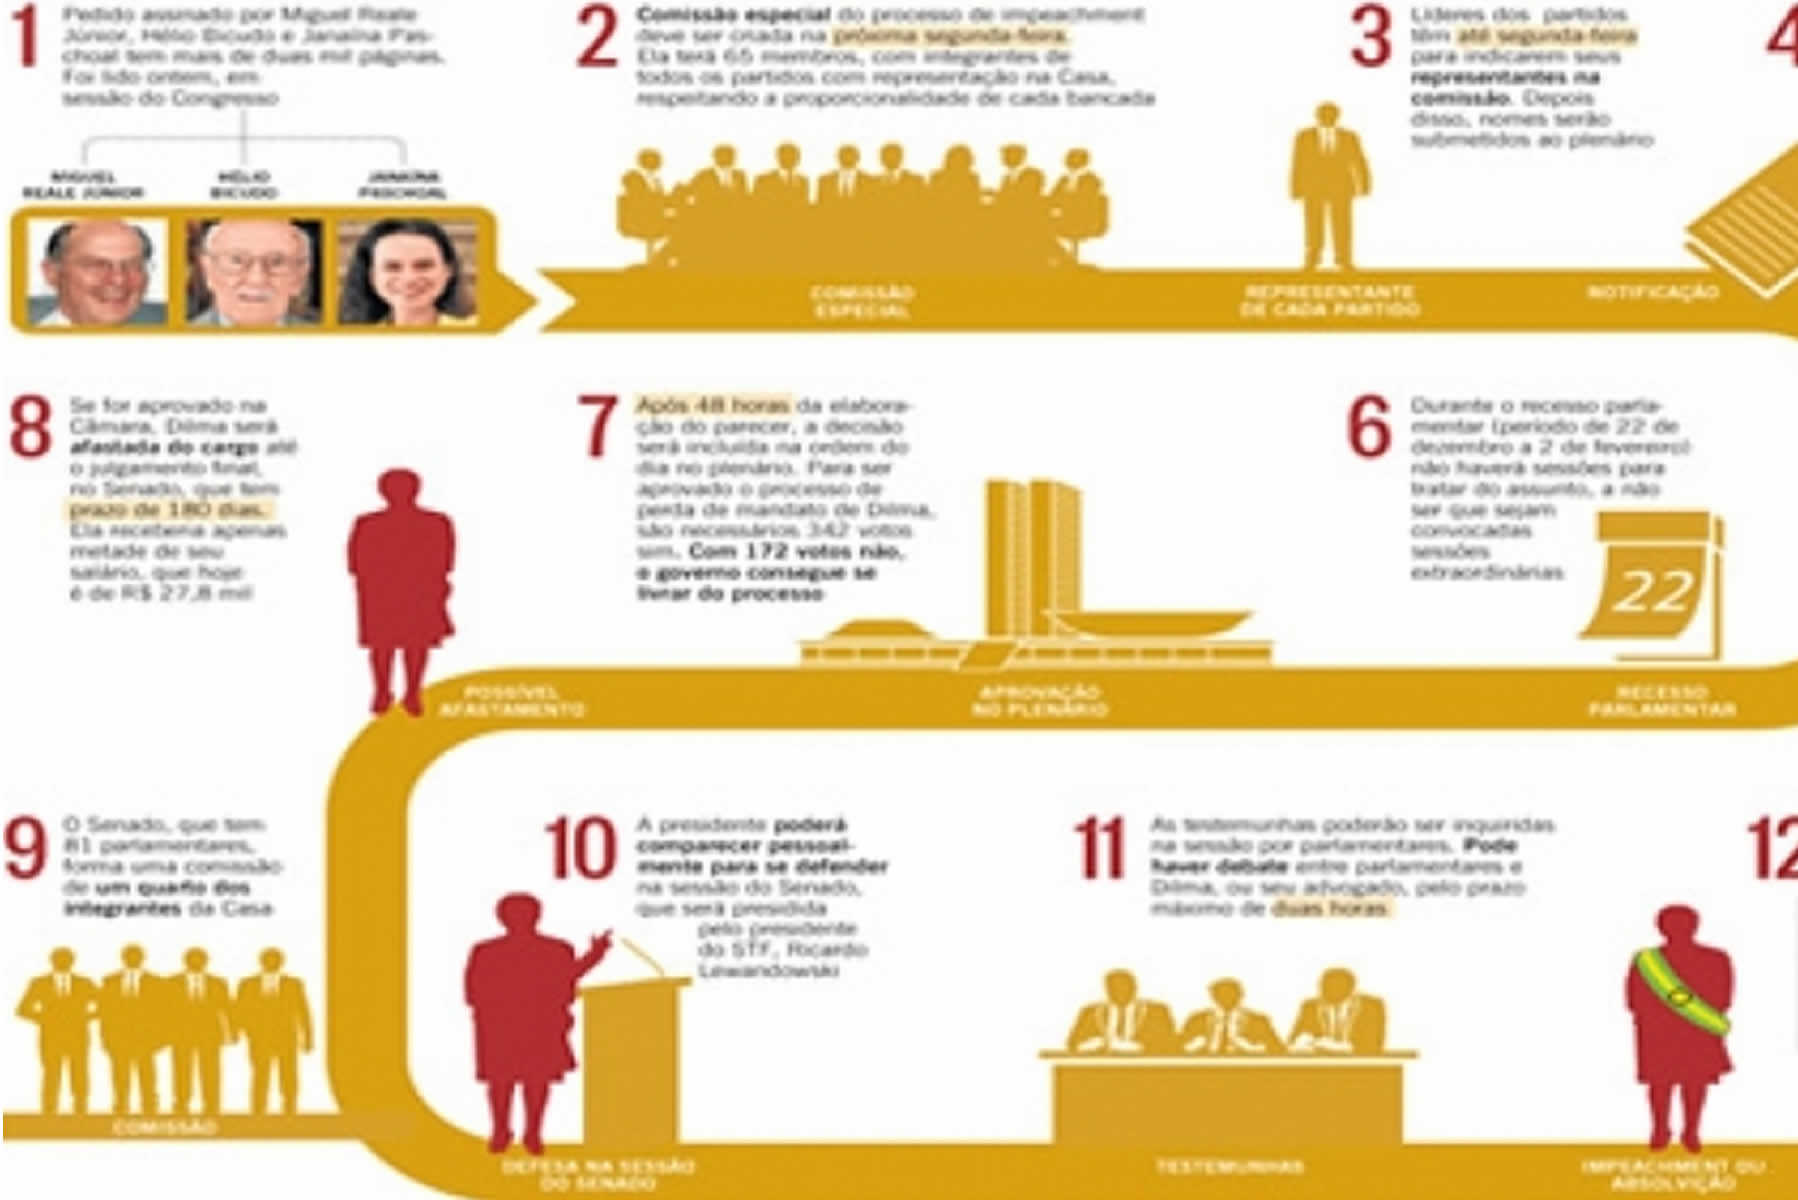 1
Pedido assinado por Miguel Reale
Júnior, Hélio Bicudo e Janaína Pas-
choal tem mais de duas mil páginas.
Foi lido ontem, em
sessão do Congresso
MIGUEL
REALE JÚNIOR
HÉLIO
BICUDO
JANAÍNA
PASCHOAL
2
Comissão especial do processo de impeachment
deve ser criada na próxima segunda-feira.
Ela terá 65 membros, com integrantes de
todos os partidos com representação na Casa,
respeitando a proporcionalidade de cada bancada
COMISSÃO
ESPECIAL
3
Líderes dos partidos
têm até segunda-feira
para indicarem seus
representantes na
comissão. Depois
disso, nomes serão
submetidos ao plenário
REPRESENTANTE
DE CADA PARTIDO
4
NOTIFICAÇÃO
8
Se for aprovado na
Câmara, Dilma será
afastada do cargo até
o julgamento final,
no Senado, que tem
prazo de 180 dias.
Ela receberia apenas
metade de seu
salário, que hoje
é de R$ 27,8 mil
POSSÍVEL
AFASTAMENTO
7
Após 48 horas da elabora-
ção do parecer, a decisão
será incluída na ordem do
dia no plenário. Para ser
aprovado o processo de
perda de mandato de Dilma,
são necessários 342 votos
sim. Com 172 votos não,
o governo consegue se
livrar do processo
APROVAÇÃO
NO PLENÁRIO
6
Durante o recesso parla-
mentar (período de 22 de
dezembro a 2 de fevereiro)
não haverá sessões para
tratar do assunto, a não
ser que sejam
convocadas
sessões
extraordinárias
22
RECESSO
PARLAMENTAR
9
O Senado, que tem
81 parlamentares,
forma uma comissão
de um quarto dos
integrantes da Casa
COMISSÃO
10
A presidente poderá
comparecer pessoal-
mente para se defender
na sessão do Senado,
que será presidida
pelo presidente
do STF, Ricardo
Lewandowski
DEFESA NA SESSÃO
DO SENADO
11
As testemunhas poderão ser inquiridas
na sessão por parlamentares. Pode
haver debate entre parlamentares e
Dilma, ou seu advogado, pelo prazo
máximo de duas horas
TESTEMUNHAS
12
IMPEACHMENT OU
ABSOLVIÇÃO